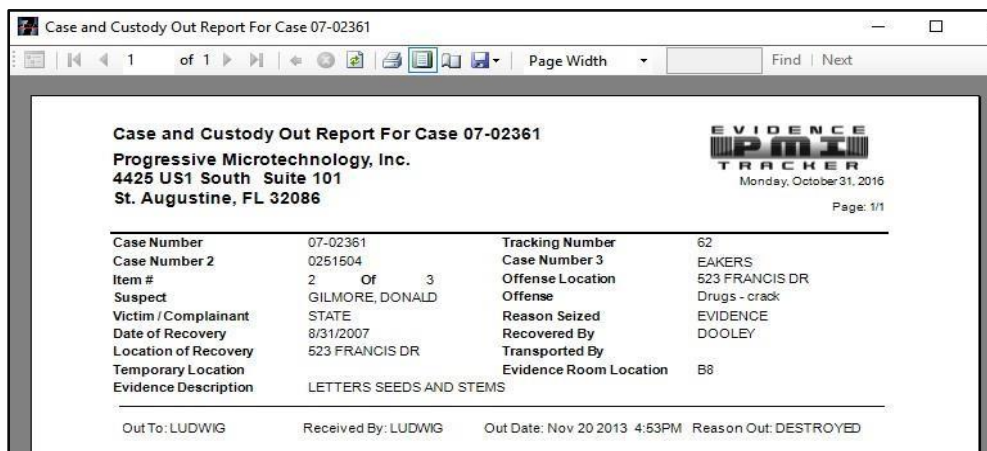 Case and Custody Out Report For Case 07-02361
1 of 1 Page Width Find | Next
Case and Custody Out Report For Case 07-02361
Progressive Microtechnology, Inc.
4425 US1 South Suite 101
St. Augustine, FL 32086
EVIDENCE
PMI
TRACKER
Monday, October 31, 2016
Page: 1/1
Case Number 07-02361 Tracking Number 62
Case Number 2 0251504 Case Number 3 EAKERS
Item # 2 Of 3 Offense Location 523 FRANCIS DR
Suspect GILMORE, DONALD Offense Drugs - crack
Victim / Complainant STATE Reason Seized EVIDENCE
Date of Recovery 8/31/2007 Recovered By DOOLEY
Location of Recovery 523 FRANCIS DR Transported By
Temporary Location Evidence Room Location B8
Evidence Description LETTERS SEEDS AND STEMS
Out To: LUDWIG Received By: LUDWIG Out Date: Nov 20 2013 4:53PM Reason Out: DESTROYED